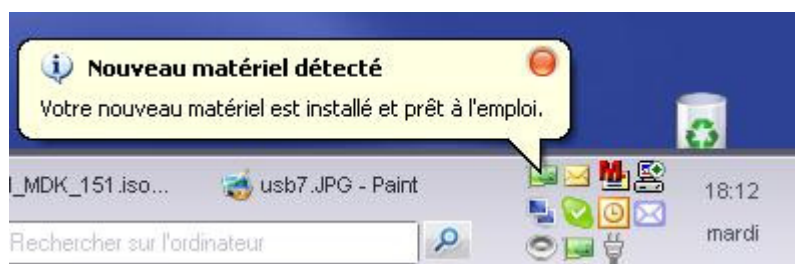 Nouveau matériel détecté
Votre nouveau matériel est installé et prêt à l'emploi.
_MDK_151.iso...
usb7.JPG - Paint
18:12
Rechercher sur l'ordinateur
mardi